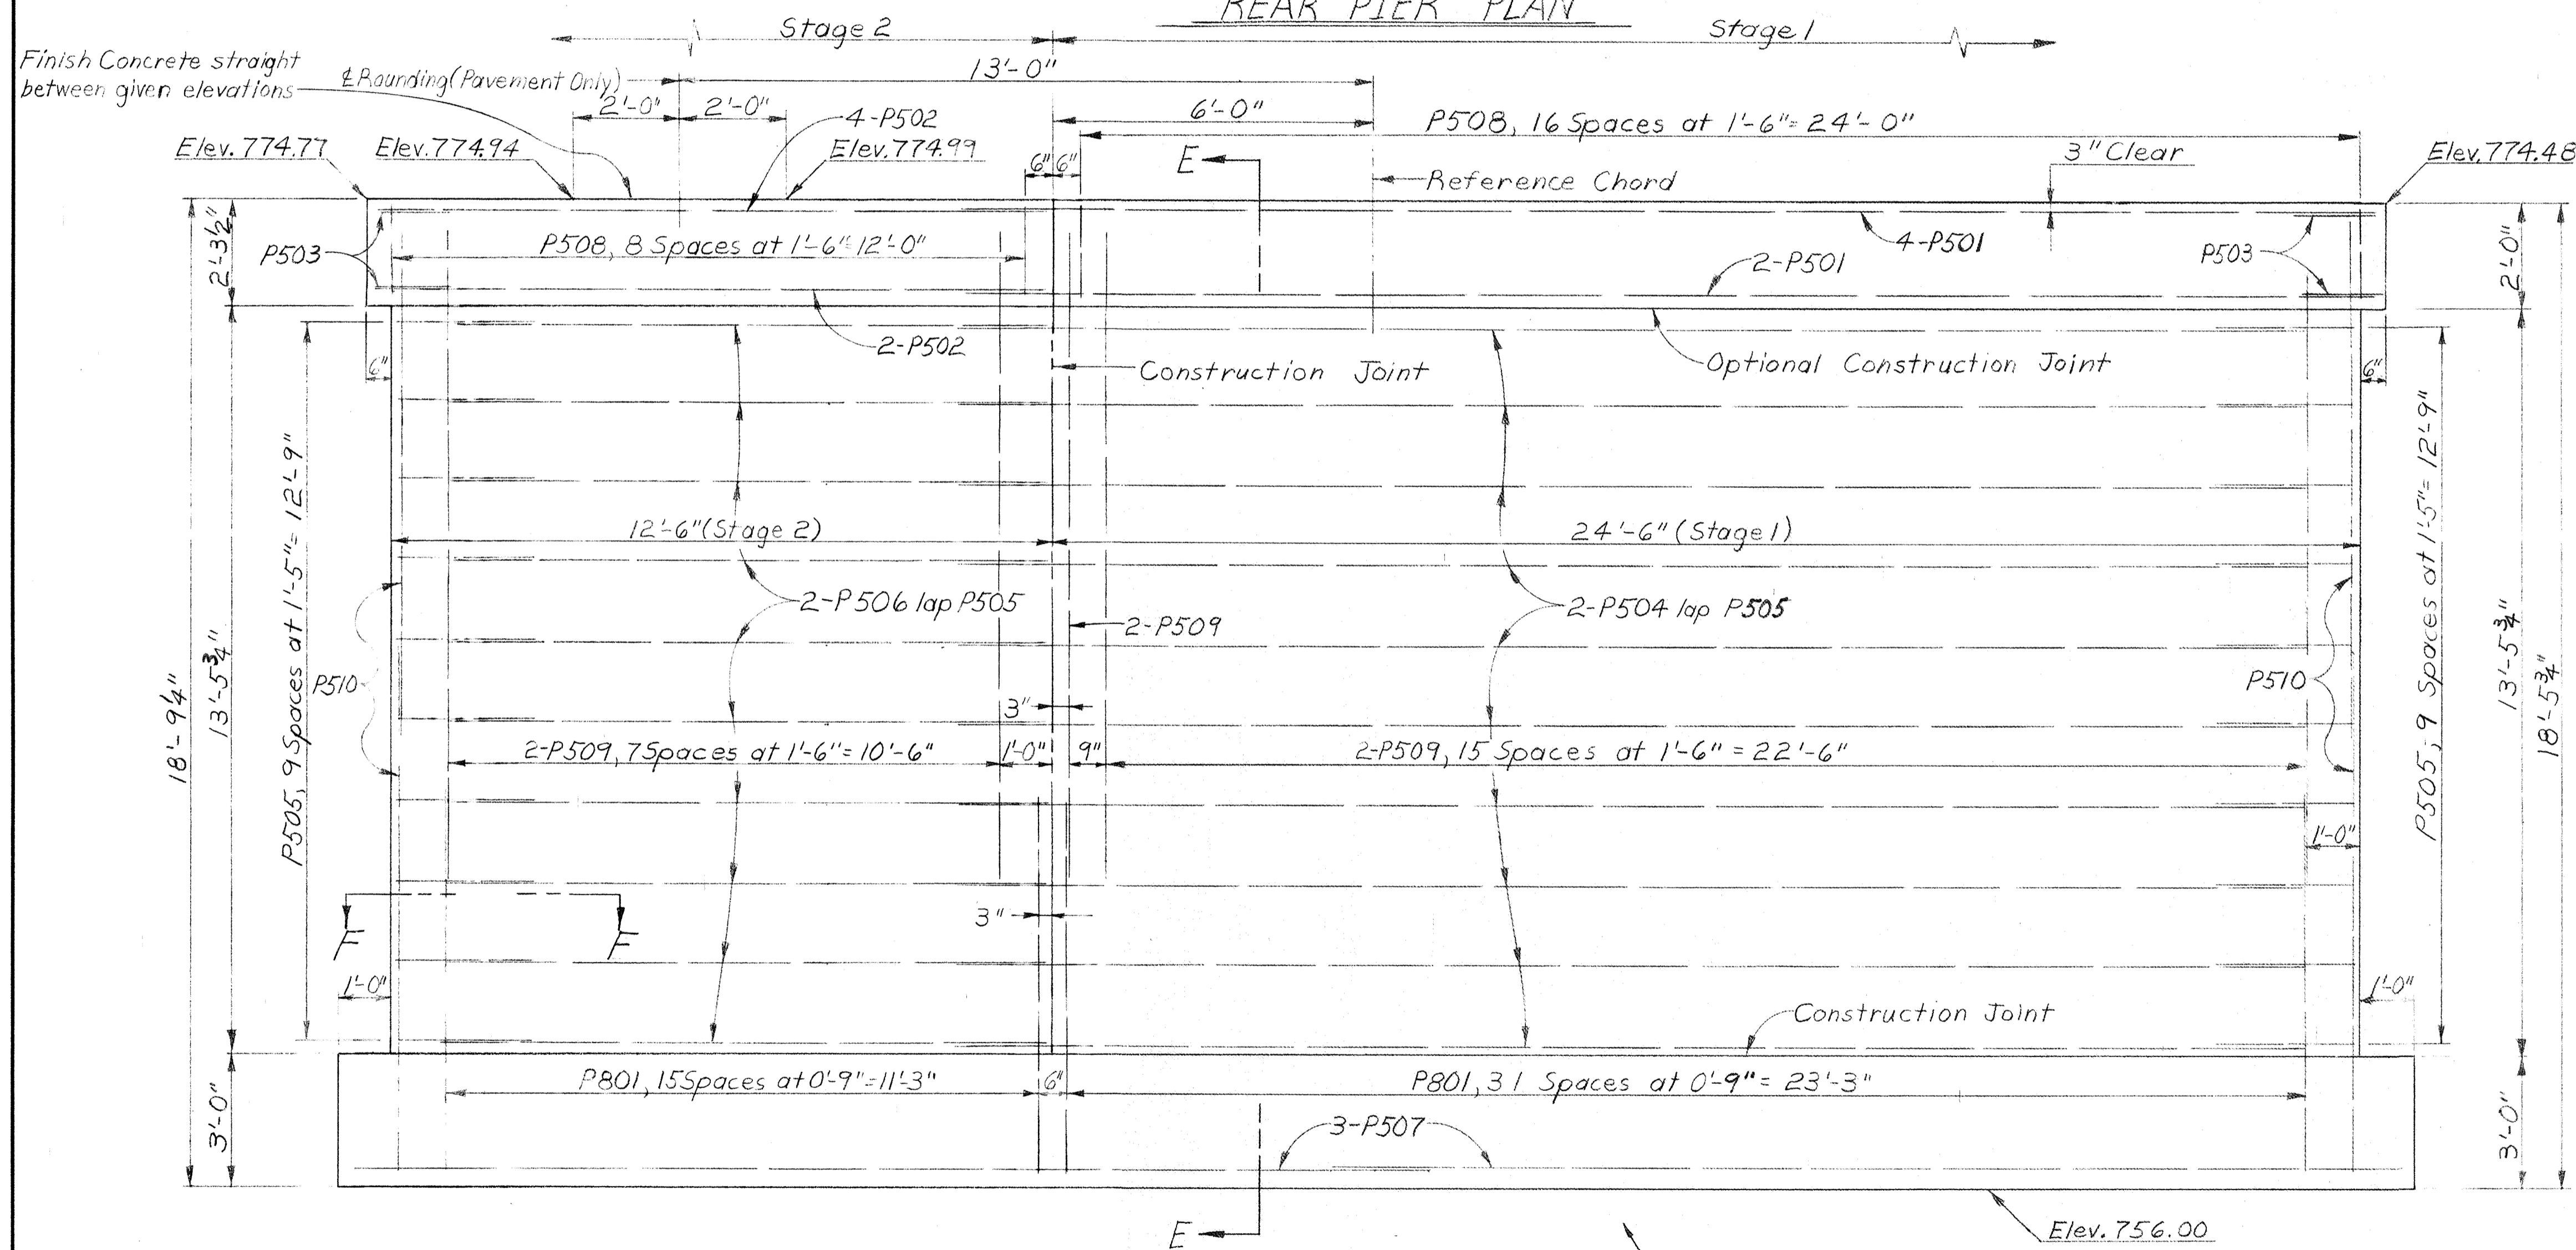 REAR PIER PLAN
Stage 2
Stage 1
Finish Concrete straight
between given elevations
℄ Rounding (Pavement Only)
13'-0"
2'-0"
2'-0"
4-P502
6'-0"
P508, 16 Spaces at 1'-6"= 24'-0"
Elev. 774.77
Elev. 774.94
Elev. 774.99
6"
6"
E
3" Clear
Elev. 774.48
Reference Chord
2'-3½"
P503
P508, 8 Spaces at 1'-6"=12'-0"
4-P501
2-P501
P503
2'-0"
2-P502
6"
Construction Joint
Optional Construction Joint
6"
P505, 9 Spaces at 1'-5"= 12'-9"
12'-6" (Stage 2)
24'-6" (Stage 1)
P505, 9 Spaces at 1'-5"= 12'-9"
2-P506 lap P505
2-P509
2-P504 lap P505
18'-9¼"
13'-5¾"
P510
P510
13'-5¾"
18'-5¾"
3"
2-P509, 7 Spaces at 1'-6"= 10'-6"
1'-0"
9"
2-P509, 15 Spaces at 1'-6" = 22'-6"
1'-0"
3"
F
F
1'-0"
1'-0"
Construction Joint
3'-0"
P801, 15 Spaces at 0'-9"=11'-3"
6"
P801, 31 Spaces at 0'-9"= 23'-3"
3'-0"
3-P507
E
Elev. 756.00